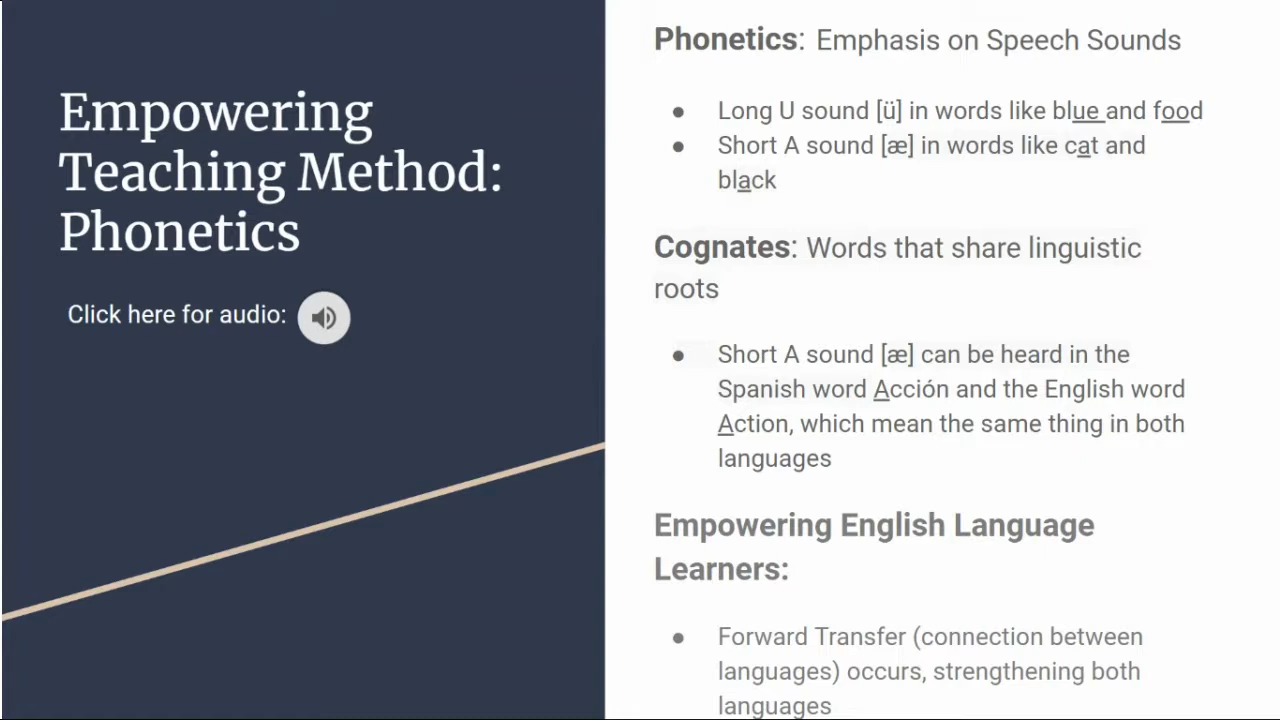 Empowering
Teaching Method:
Phonetics
Click here for audio:
Phonetics: Emphasis on Speech Sounds
● Long U sound [ü] in words like blue and food
● Short A sound [æ] in words like cat and
black
Cognates: Words that share linguistic
roots
● Short A sound [æ] can be heard in the
Spanish word Acción and the English word
Action, which mean the same thing in both
languages
Empowering English Language
Learners:
● Forward Transfer (connection between
languages) occurs, strengthening both
languages